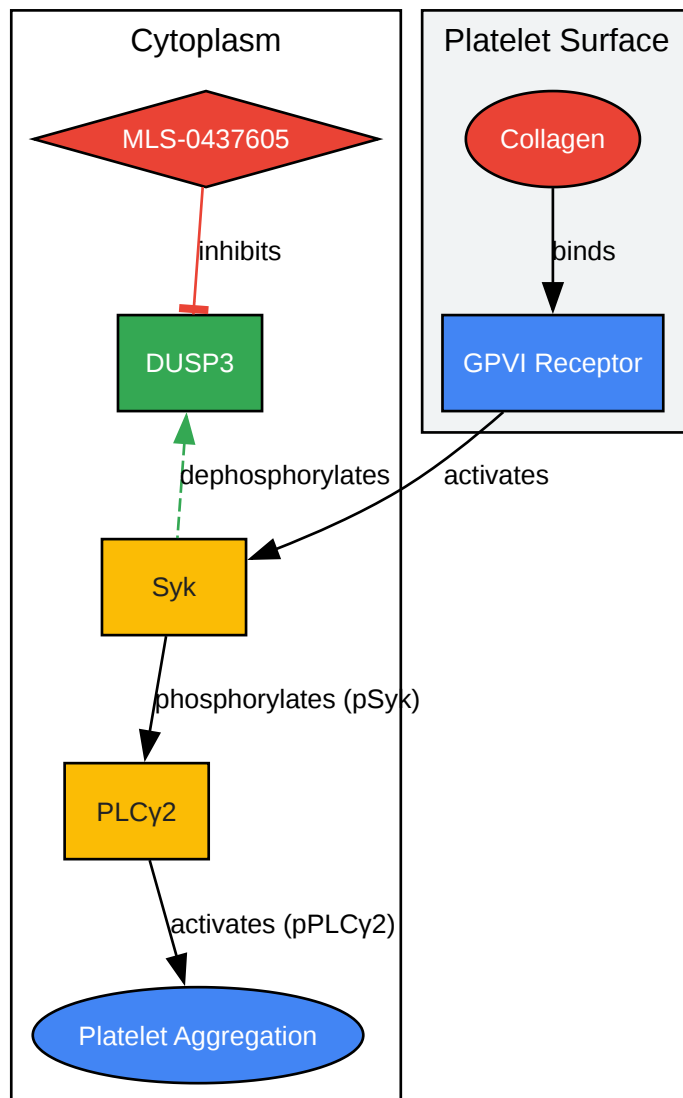 Cytoplasm
Platelet Surface
MLS-0437605
Collagen
inhibits
binds
DUSP3
GPVI Receptor
dephosphorylates
activates
Syk
phosphorylates (pSyk)
PLCγ2
activates (pPLCγ2)
Platelet Aggregation